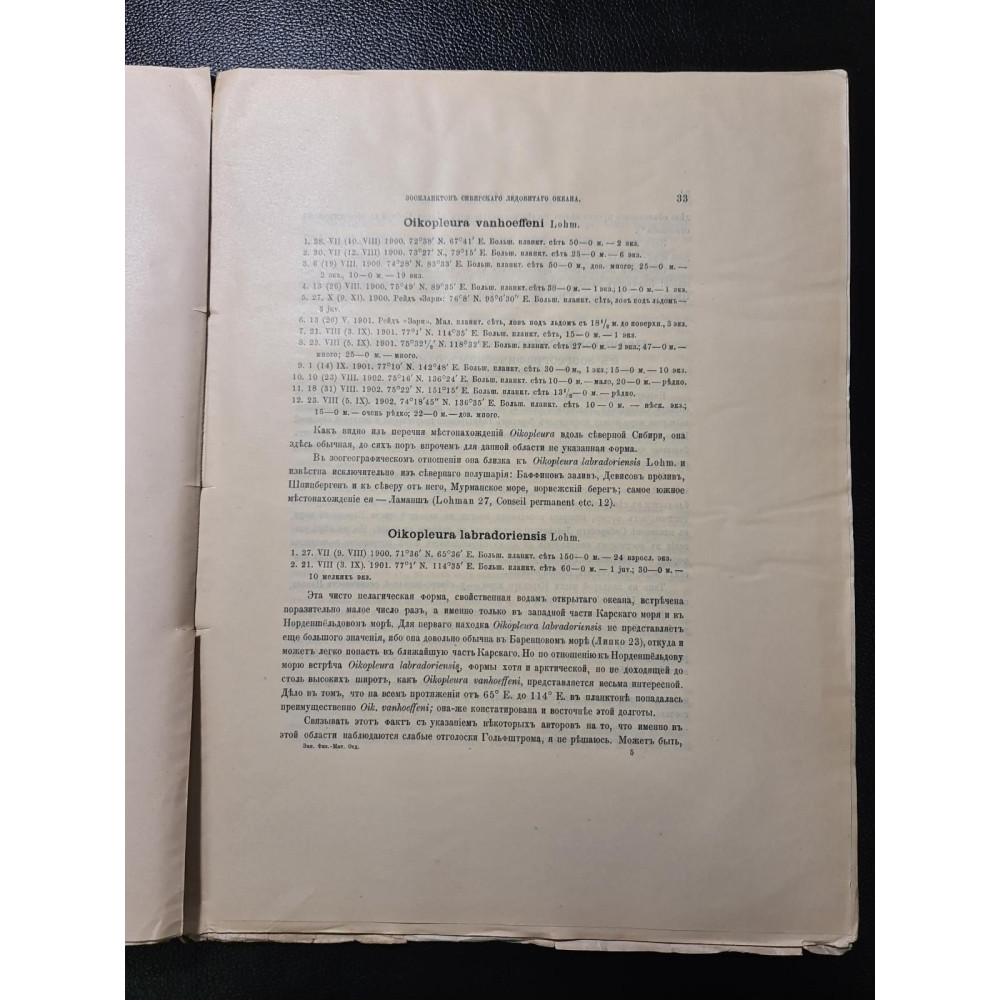 ЗООПЛАНКТОНЪ СИБИРСКАГО ЛЕДОВИТАГО ОКЕАНА. 33
Oikopleura vanhoeffeni Lohm.
1. 28. VII (10. VIII) 1900. 72°38′ N. 67°41′ E. Больш. планкт. сѣть 50—0 м. — 2 экз.
2. 30. VII (12. VIII) 1900. 73°27′ N., 79°15′ E. Больш. планкт. сѣть 25—0 м. — 6 экз.
3. 6 (19) VIII. 1900. 74°28′ N. 83°33′ E. Больш. планкт. сѣть 50—0 м., дов. много; 25—0 м. —
2 экз., 10—0 м. — 19 экз.
4. 13 (26) VIII. 1900. 75°49′ N. 89°35′ E. Больш. планкт. сѣть 38—0 м. — 1 экз.; 10—0 м. — 1 экз.
5. 27. X (9. XI). 1900. Рейдъ «Зари»: 76°8′ N. 95°6′30″ E. Больш. планкт. сѣть, ловъ подъ льдомъ —
3 juv.
6. 13 (26) V. 1901. Рейдъ «Зари». Мал. планкт. сѣть, ловъ подъ льдомъ съ 18¹/₂ м. до поверхн., 3 экз.
7. 21. VIII (3. IX). 1901. 77°1′ N. 114°35′ E. Больш. планкт. сѣть, 15—0 м. — 1 экз.
8. 23. VIII (5. IX). 1901. 75°32¹/₂′ N. 118°32′ E. Больш. планкт. сѣть 27—0 м. — 2 экз.; 47—0 м. —
много; 25—0 м. — много.
9. 1 (14) IX. 1901. 77°10′ N. 142°48′ E. Больш. планкт. сѣть 30—0 м., 1 экз.; 15—0 м. — 10 экз.
10. 10 (23) VIII. 1902. 75°16′ N. 136°24′ E. Больш. планкт. сѣть 10—0 м. — мало, 20—0 м. — рѣдко.
11. 18 (31) VIII. 1902. 75°22′ N. 151°15′ E. Больш. планкт. сѣть 13¹/₂—0 м. — рѣдко.
12. 23. VIII (5. IX). 1902. 74°18′45″ N. 136°35′ E. Больш. планкт. сѣть 10—0 м. — нѣск. экз.;
15—0 м. — очень рѣдко; 22—0 м. — дов. много.
Какъ видно изъ перечня мѣстонахожденій Oikopleura вдоль сѣверной Сибири, она
здѣсь обычная, до сихъ поръ впрочемъ для данной области не указанная форма.
Въ зоогеографическомъ отношеніи она близка къ Oikopleura labradoriensis Lohm. и
извѣстна исключительно изъ сѣвернаго полушарія: Баффиновъ заливъ, Девисовъ проливъ,
Шпицбергенъ и къ сѣверу отъ него, Мурманское море, норвежскій берегъ; самое южное
мѣстонахожденіе ея — Ламаншъ (Lohman 27, Conseil permanent etc. 12).
Oikopleura labradoriensis Lohm.
1. 27. VII (9. VIII) 1900. 71°36′ N. 65°36′ E. Больш. планкт. сѣть 150—0 м. — 24 взросл. экз.
2. 21. VIII (3. IX). 1901. 77°1′ N. 114°35′ E. Больш. планкт. сѣть 60—0 м. — 1 juv.; 30—0 м. —
10 мелкихъ экз.
Эта чисто пелагическая форма, свойственная водамъ открытаго океана, встрѣчена
поразительно малое число разъ, а именно только въ западной части Карскаго моря и къ
Норденшёльдовомъ морѣ. Для перваго находка Oikopleura labradoriensis не представляетъ
еще большого значенія, ибо она довольно обычна въ Баренцовомъ морѣ (Линко 23), откуда и
можетъ легко попасть въ ближайшую часть Карскаго. Но по отношенію къ Норденшёльдову
морю встрѣча Oikopleura labradoriensis, формы хотя и арктической, но не доходящей до
столь высокихъ широтъ, какъ Oikopleura vanhoeffeni, представляется весьма интересной.
Дѣло въ томъ, что на всемъ протяженіи отъ 65° E. до 114° E. въ планктонѣ попадалась
преимущественно Oik. vanhoeffeni; она-же констатирована и восточнѣе этой долготы.
Связывать этотъ фактъ съ указаніемъ нѣкоторыхъ авторовъ на то, что именно въ
этой области наблюдаются слабые отголоски Гольфштрома, я не рѣшаюсь. Можетъ быть,
Зап. Физ.-Мат. Отд. 5